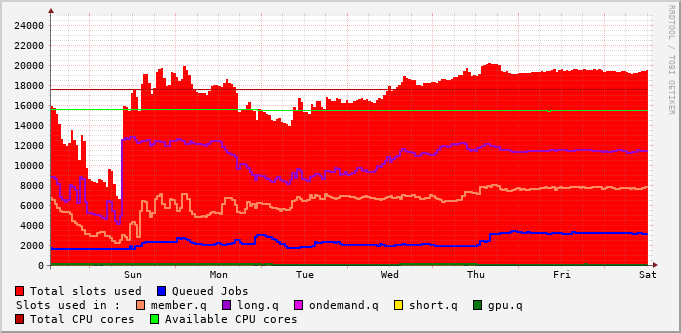 RRDTOOL / TOBI OETIKER
24000
22000
20000
18000
16000
14000
12000
10000
8000
6000
4000
2000
0
Sun Mon Tue Wed Thu Fri Sat
Total slots used Queued Jobs
Slots used in : member.q long.q ondemand.q short.q gpu.q
Total CPU cores Available CPU cores